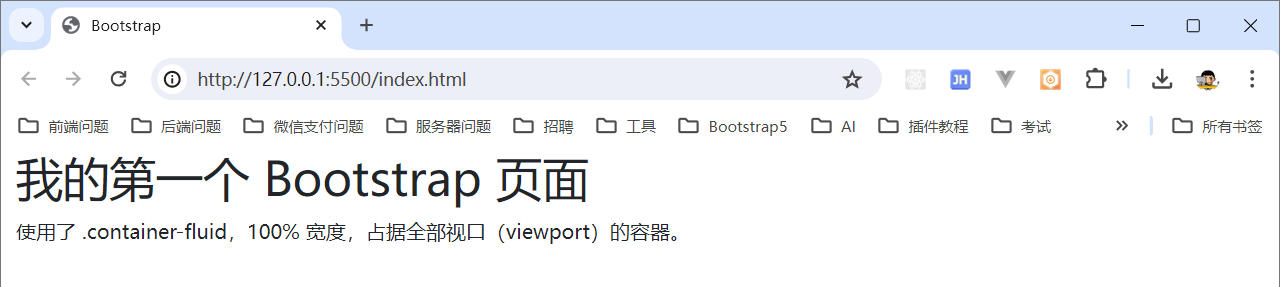 Bootstrap
http://127.0.0.1:5500/index.html
JH
前端问题 后端问题 微信支付问题 服务器问题 招聘 工具 Bootstrap5 AI 插件教程 考试 所有书签
我的第一个 Bootstrap 页面
使用了 .container-fluid，100% 宽度，占据全部视口（viewport）的容器。